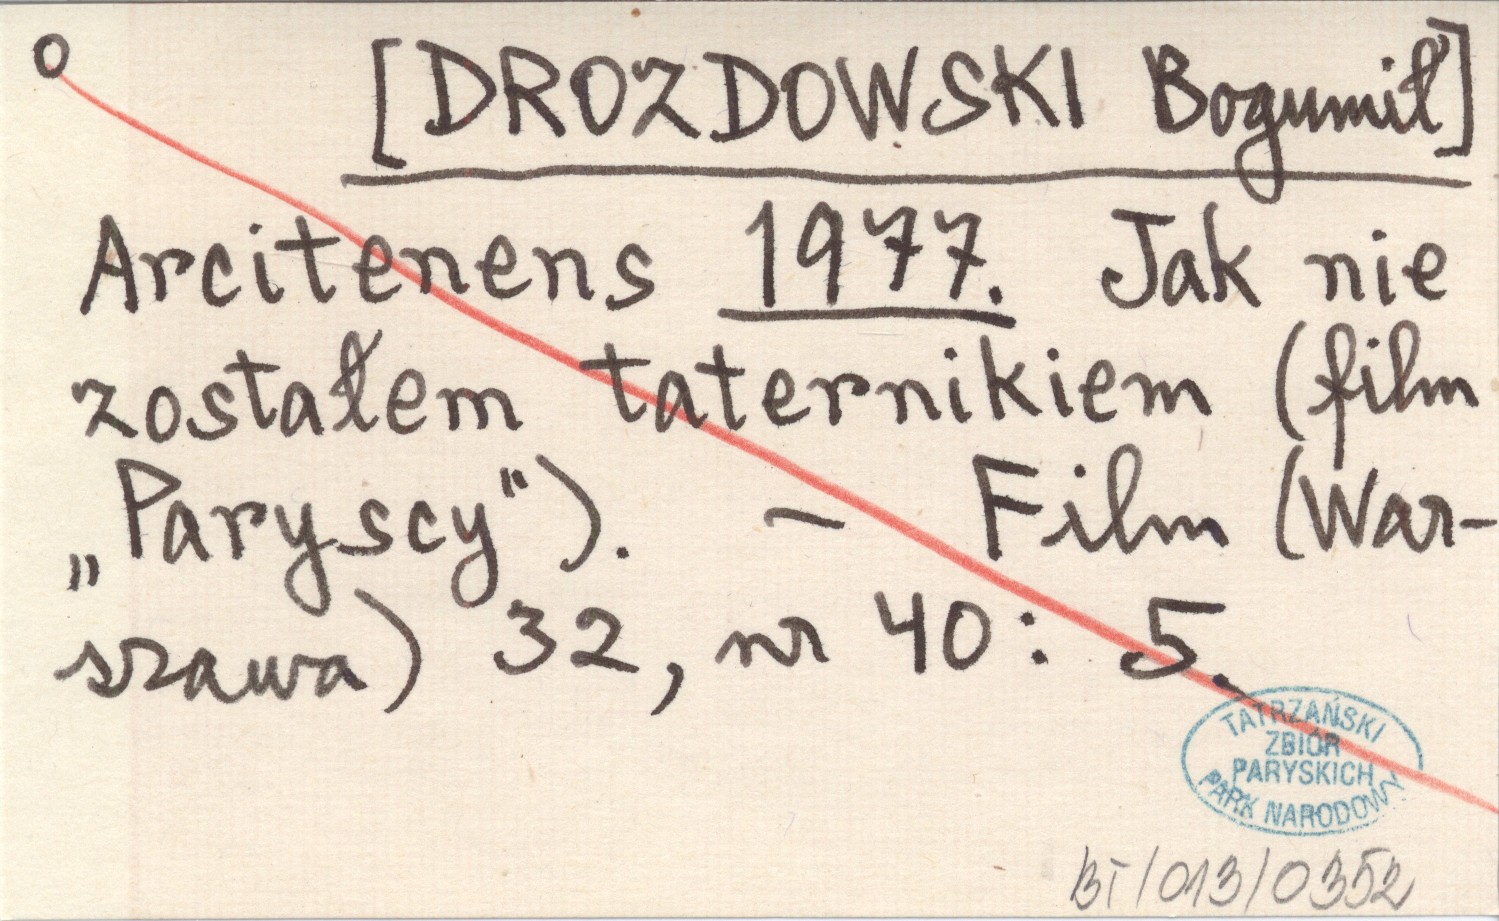 o [DROZDOWSKI Bogumił]
Arcitenens 1977. Jak nie
zostałem taternikiem (film
„Paryscy"). – Film (War-
szawa) 32, nr 40: 5.
TATRZAŃSKI
ZBIÓR
PARYSKICH
PARK NARODOWY
BT/013/0352